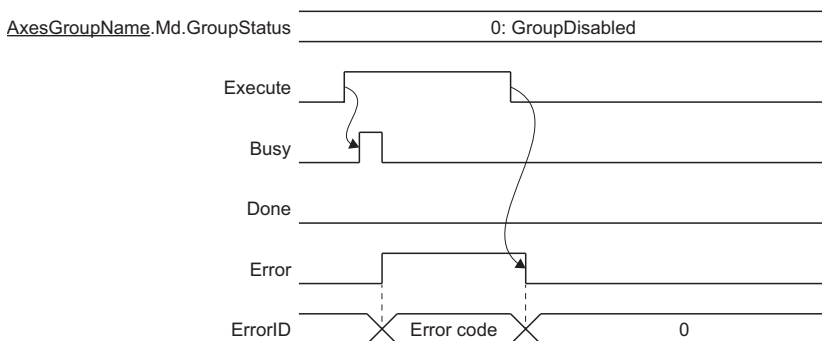 AxesGroupName.Md.GroupStatus 0: GroupDisabled
Execute
Busy
Done
Error
ErrorID Error code 0